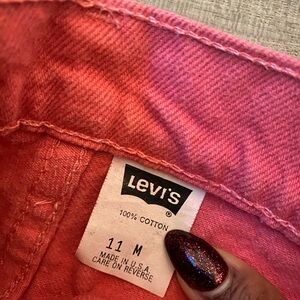 LEVI'S
®
100% COTTON
11 M
MADE IN U.S.A.
CARE ON REVERSE